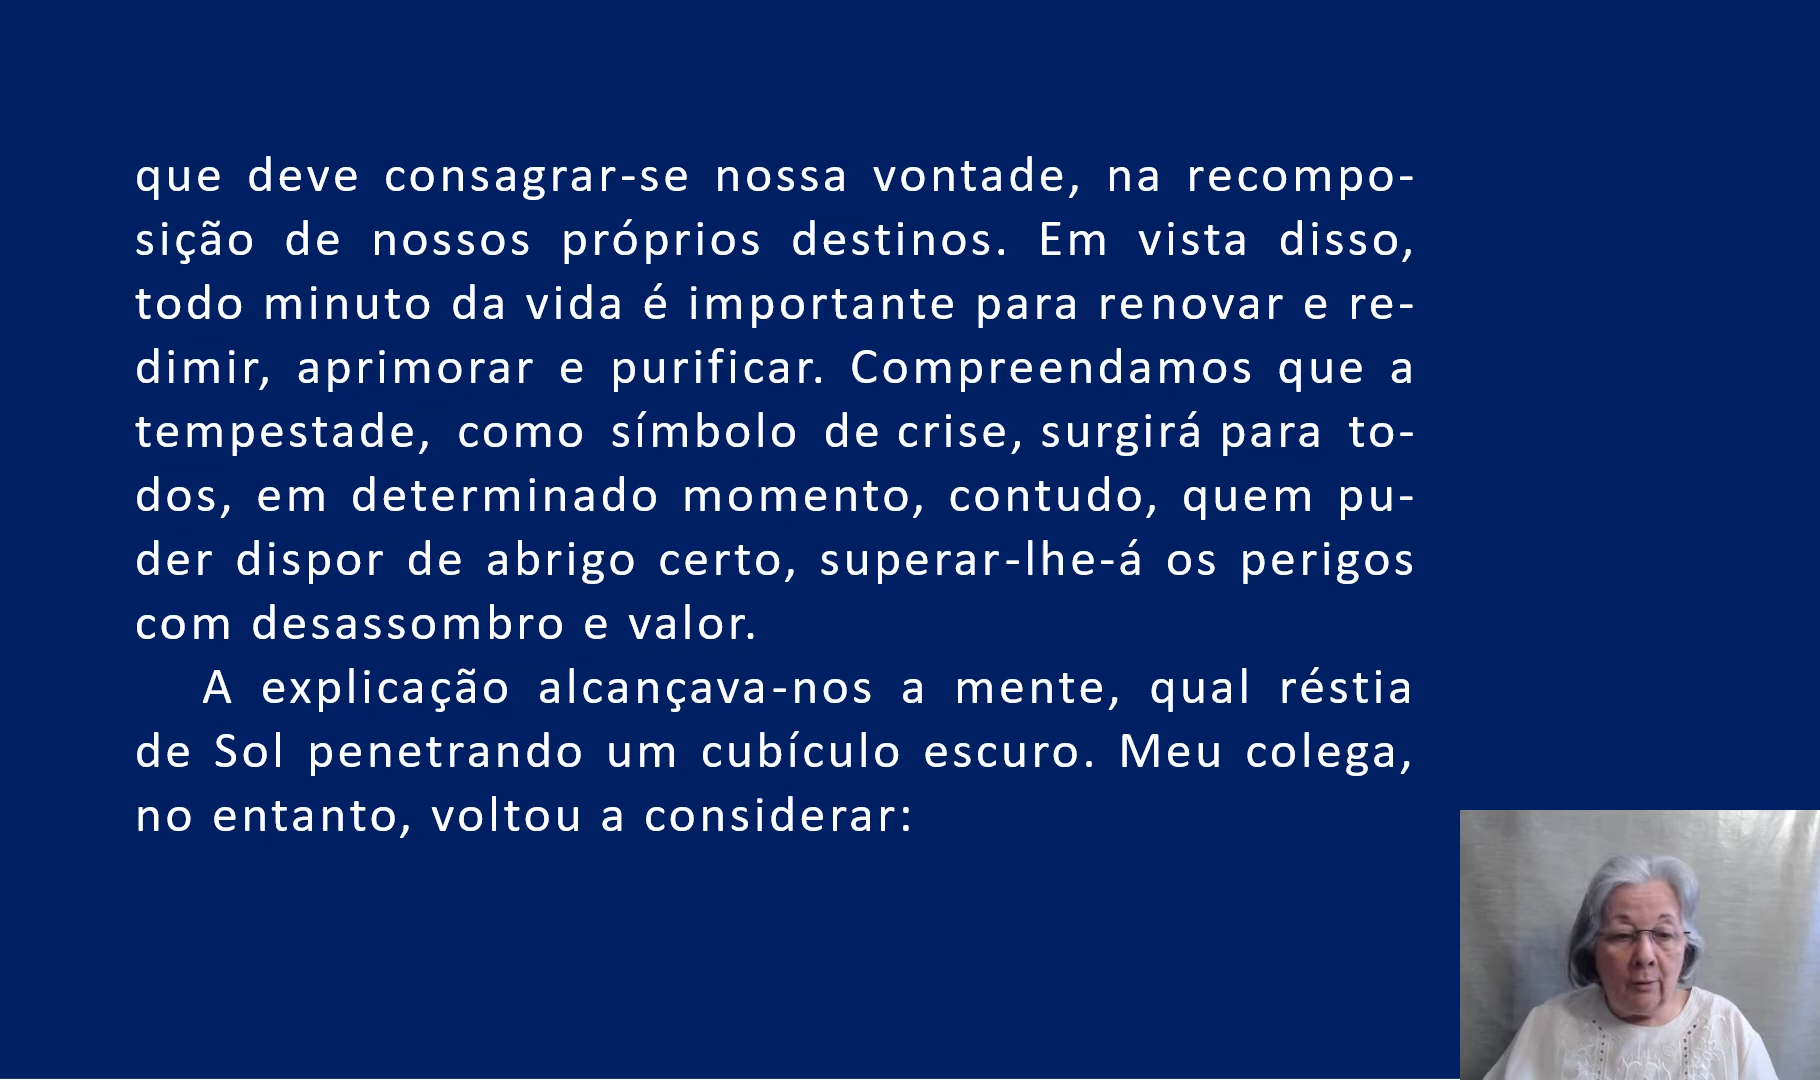 que deve consagrar-se nossa vontade, na recompo-
sição de nossos próprios destinos. Em vista disso,
todo minuto da vida é importante para renovar e re-
dimir, aprimorar e purificar. Compreendamos que a
tempestade, como símbolo de crise, surgirá para to-
dos, em determinado momento, contudo, quem pu-
der dispor de abrigo certo, superar-lhe-á os perigos
com desassombro e valor.
A explicação alcançava-nos a mente, qual réstia
de Sol penetrando um cubículo escuro. Meu colega,
no entanto, voltou a considerar: